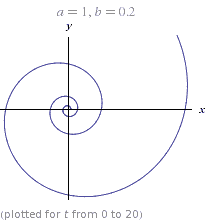 a = 1, b = 0.2
y
x
(plotted for t from 0 to 20)